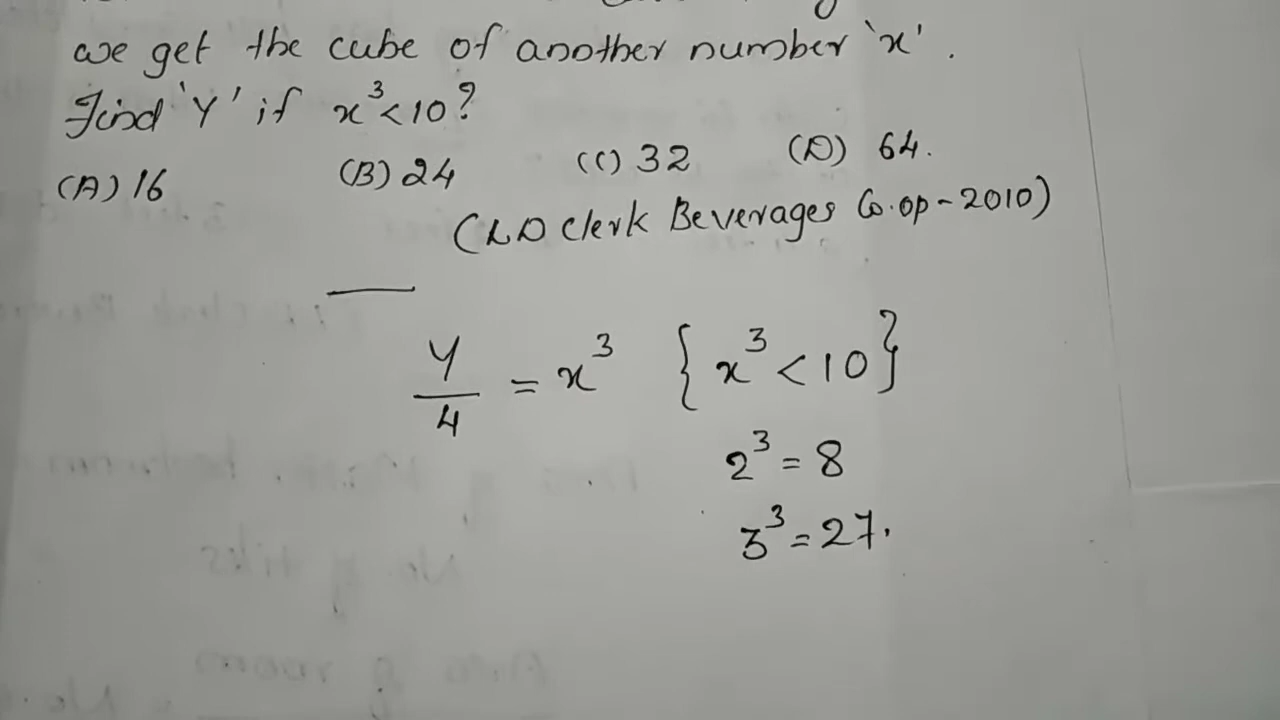 we get the cube of another number 'x'.
Find 'Y' if x³<10?
(A) 16 (B) 24 (C) 32 (D) 64.
(LD Clerk Beverages Co.op-2010)
Y/4 = x³ {x³<10}
2³=8
3³=27.